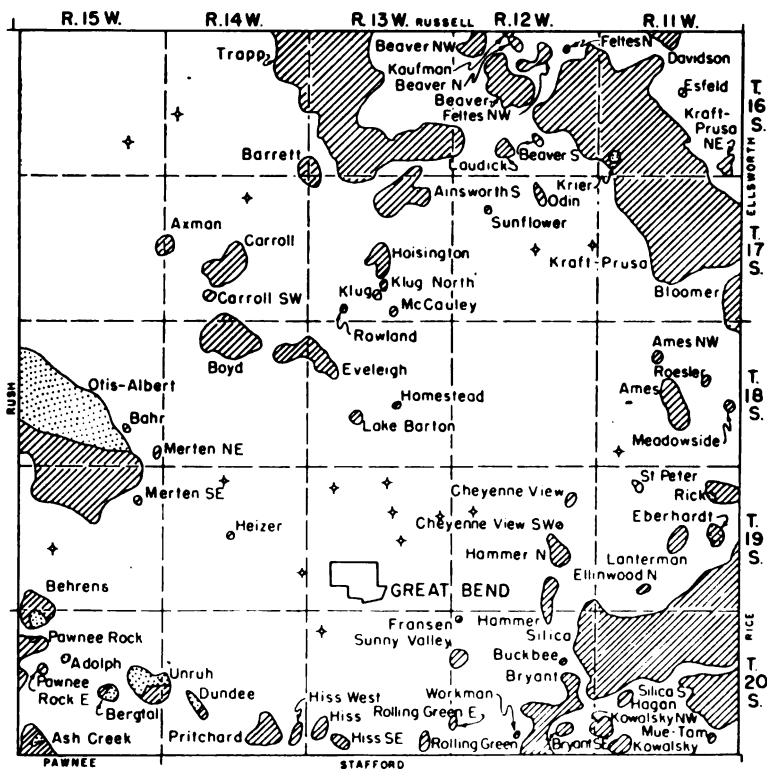 R. 15 W. R. 14 W. R. 13 W. RUSSELL R. 12 W. R. 11 W.
Trapp
Beaver NW
Kaufman
Beaver N
Beaver
Feltes NW
Feltes N
Davidson
Esfeld
Kraft-
Prusa
NE
T.
16
S.
Barrett
Laudick
Beaver S
Krier
Odin
ELLSWORTH
Ainsworth S
Sunflower
Axman
Carroll
Hoisington
Kraft-Prusa
T.
17
S.
Carroll SW
Klug
Klug North
McCauley
Bloomer
Rowland
Boyd
Eveleigh
Ames NW
Roesler
Ames
RUSH
Otis-Albert
Bahr
Homestead
Lake Barton
Meadowside
T.
18
S.
Merten NE
Merten SE
Cheyenne View
St Peter
Rick
Heizer
Cheyenne View SW
Eberhardt
T.
19
S.
Hammer N
Lanterman
Ellinwood N
Behrens
GREAT BEND
Fransen
Hammer
RICE
Sunny Valley
Silica
Pawnee Rock
Adolph
Buckbee
Pawnee
Rock E
Unruh
Dundee
Bryant
T.
20
S.
Bergtal
Hiss West
Workman
Silica S
Hagan
Hiss
Rolling Green E
Kowalsky NW
Mue-Tam
Ash Creek
Pritchard
Hiss SE
Rolling Green
Bryant SE
Kowalsky
PAWNEE
STAFFORD